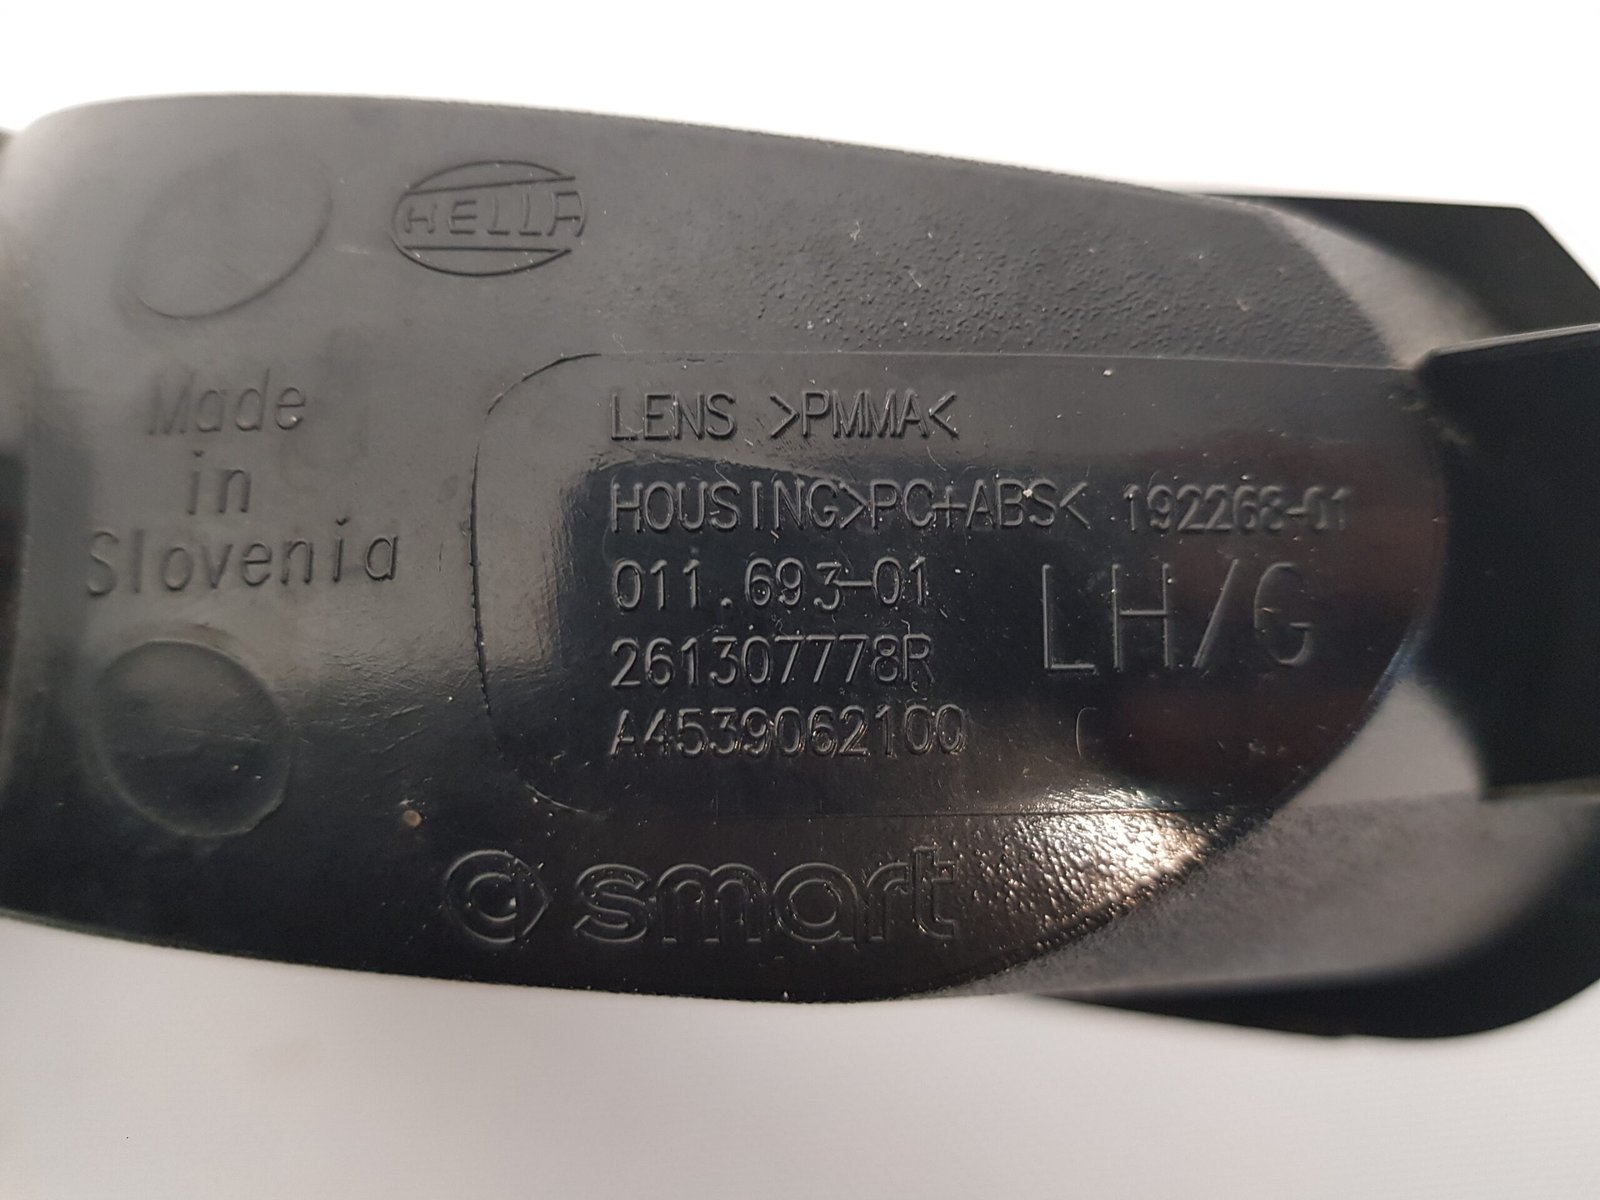 HELLA
Made
in
Slovenia
LENS >PMMA<
HOUSING>PC+ABS< 192268-01
011.693-01
261307778R
A4539062100
LH/G
smart